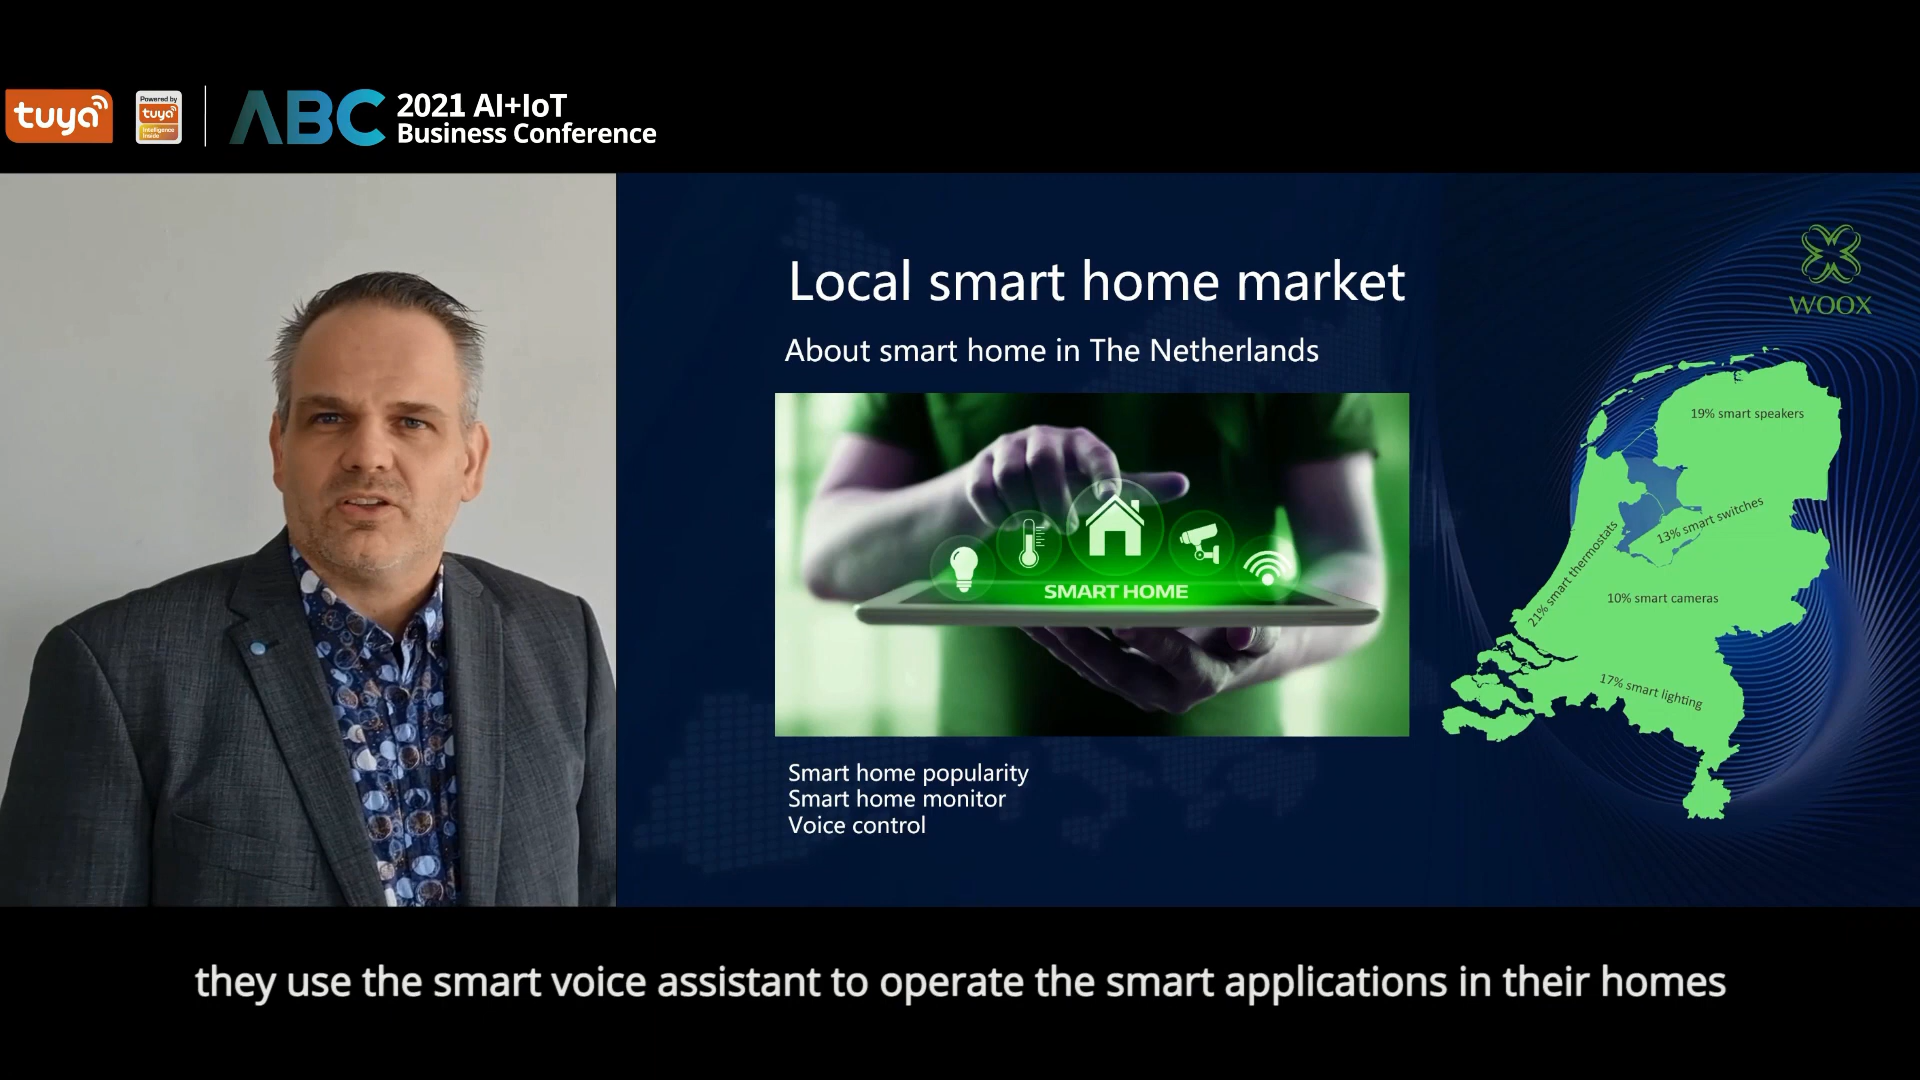 tuya
Powered by
tuya
Intelligence
Inside
ABC
2021 AI+IoT
Business Conference
Local smart home market
About smart home in The Netherlands
WOOX
SMART HOME
19% smart speakers
13% smart switches
21% smart thermostats
10% smart cameras
17% smart lighting
Smart home popularity
Smart home monitor
Voice control
they use the smart voice assistant to operate the smart applications in their homes